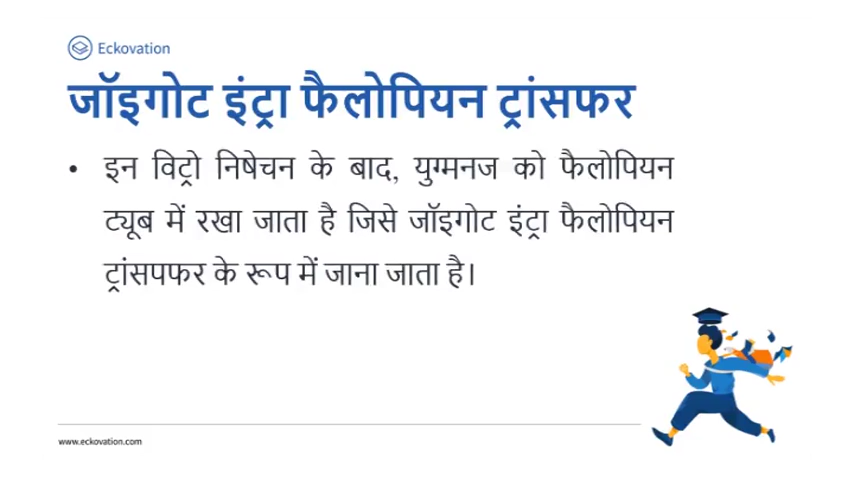 Eckovation
जॉइगोट इंट्रा फैलोपियन ट्रांसफर
• इन विट्रो निषेचन के बाद, युग्मनज को फैलोपियन
ट्यूब में रखा जाता है जिसे जॉइगोट इंट्रा फैलोपियन
ट्रांसपफर के रूप में जाना जाता है।
www.eckovation.com